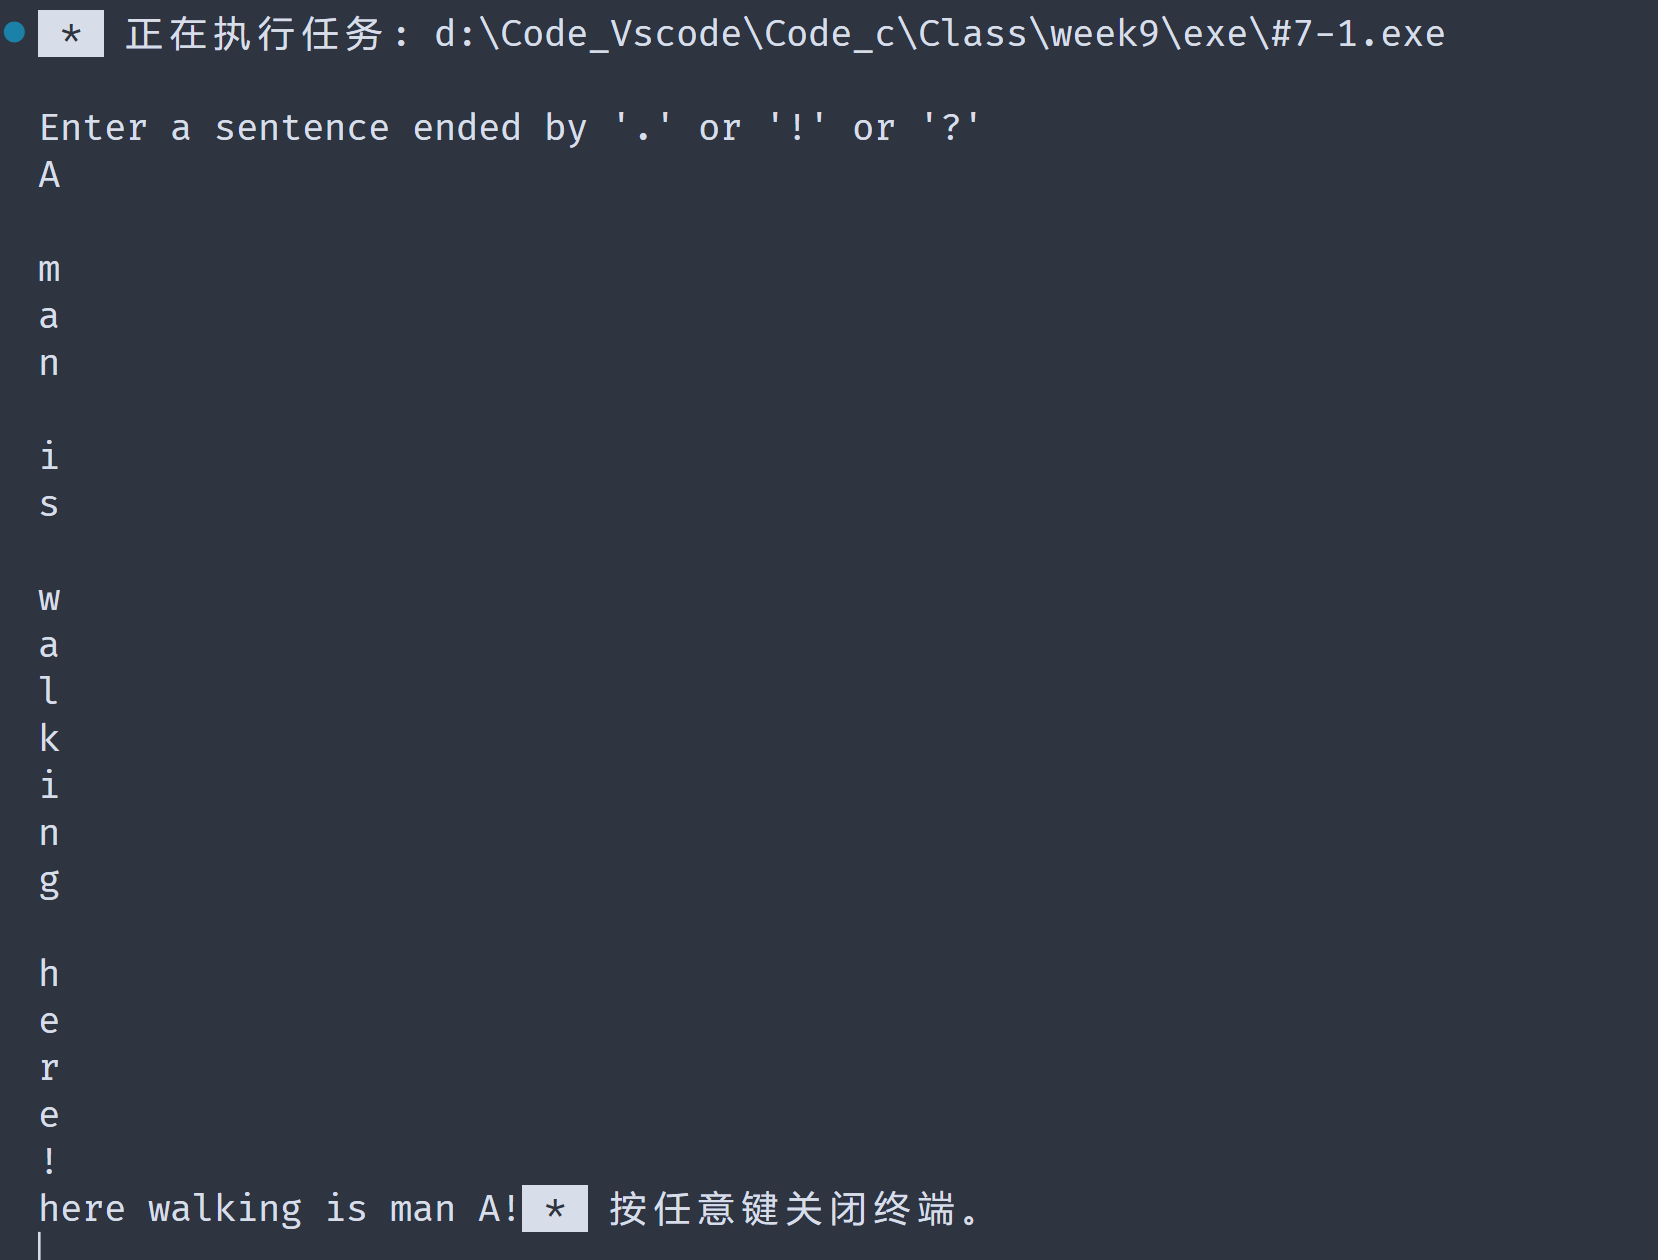 * 正在执行任务: d:\Code_Vscode\Code_c\Class\week9\exe\#7-1.exe
Enter a sentence ended by '.' or '!' or '?'
A
m
a
n
i
s
w
a
l
k
i
n
g
h
e
r
e
!
here walking is man A! * 按任意键关闭终端。